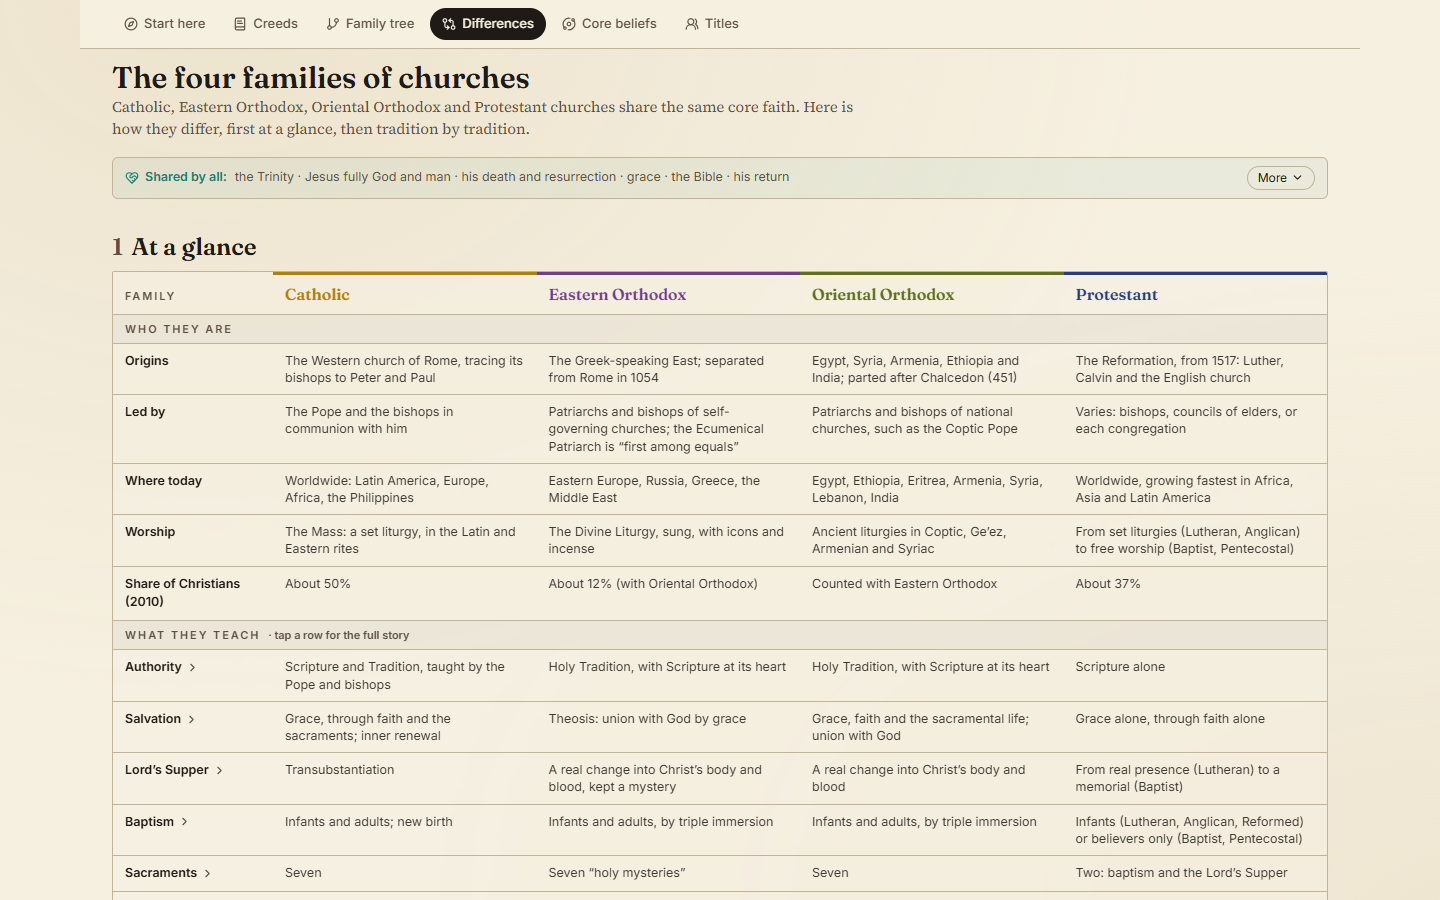 Start here
Creeds
Family tree
Differences
Core beliefs
Titles
The four families of churches
Catholic, Eastern Orthodox, Oriental Orthodox and Protestant churches share the same core faith. Here is
how they differ, first at a glance, then tradition by tradition.
Shared by all: the Trinity · Jesus fully God and man · his death and resurrection · grace · the Bible · his return
More
1 At a glance
FAMILY
Catholic
Eastern Orthodox
Oriental Orthodox
Protestant
WHO THEY ARE
Origins
The Western church of Rome, tracing its
bishops to Peter and Paul
The Greek-speaking East; separated
from Rome in 1054
Egypt, Syria, Armenia, Ethiopia and
India; parted after Chalcedon (451)
The Reformation, from 1517: Luther,
Calvin and the English church
Led by
The Pope and the bishops in
communion with him
Patriarchs and bishops of self-
governing churches; the Ecumenical
Patriarch is “first among equals”
Patriarchs and bishops of national
churches, such as the Coptic Pope
Varies: bishops, councils of elders, or
each congregation
Where today
Worldwide: Latin America, Europe,
Africa, the Philippines
Eastern Europe, Russia, Greece, the
Middle East
Egypt, Ethiopia, Eritrea, Armenia, Syria,
Lebanon, India
Worldwide, growing fastest in Africa,
Asia and Latin America
Worship
The Mass: a set liturgy, in the Latin and
Eastern rites
The Divine Liturgy, sung, with icons and
incense
Ancient liturgies in Coptic, Ge’ez,
Armenian and Syriac
From set liturgies (Lutheran, Anglican)
to free worship (Baptist, Pentecostal)
Share of Christians
(2010)
About 50%
About 12% (with Oriental Orthodox)
Counted with Eastern Orthodox
About 37%
WHAT THEY TEACH · tap a row for the full story
Authority
Scripture and Tradition, taught by the
Pope and bishops
Holy Tradition, with Scripture at its heart
Holy Tradition, with Scripture at its heart
Scripture alone
Salvation
Grace, through faith and the
sacraments; inner renewal
Theosis: union with God by grace
Grace, faith and the sacramental life;
union with God
Grace alone, through faith alone
Lord’s Supper
Transubstantiation
A real change into Christ’s body and
blood, kept a mystery
A real change into Christ’s body and
blood
From real presence (Lutheran) to a
memorial (Baptist)
Baptism
Infants and adults; new birth
Infants and adults, by triple immersion
Infants and adults, by triple immersion
Infants (Lutheran, Anglican, Reformed)
or believers only (Baptist, Pentecostal)
Sacraments
Seven
Seven “holy mysteries”
Seven
Two: baptism and the Lord’s Supper